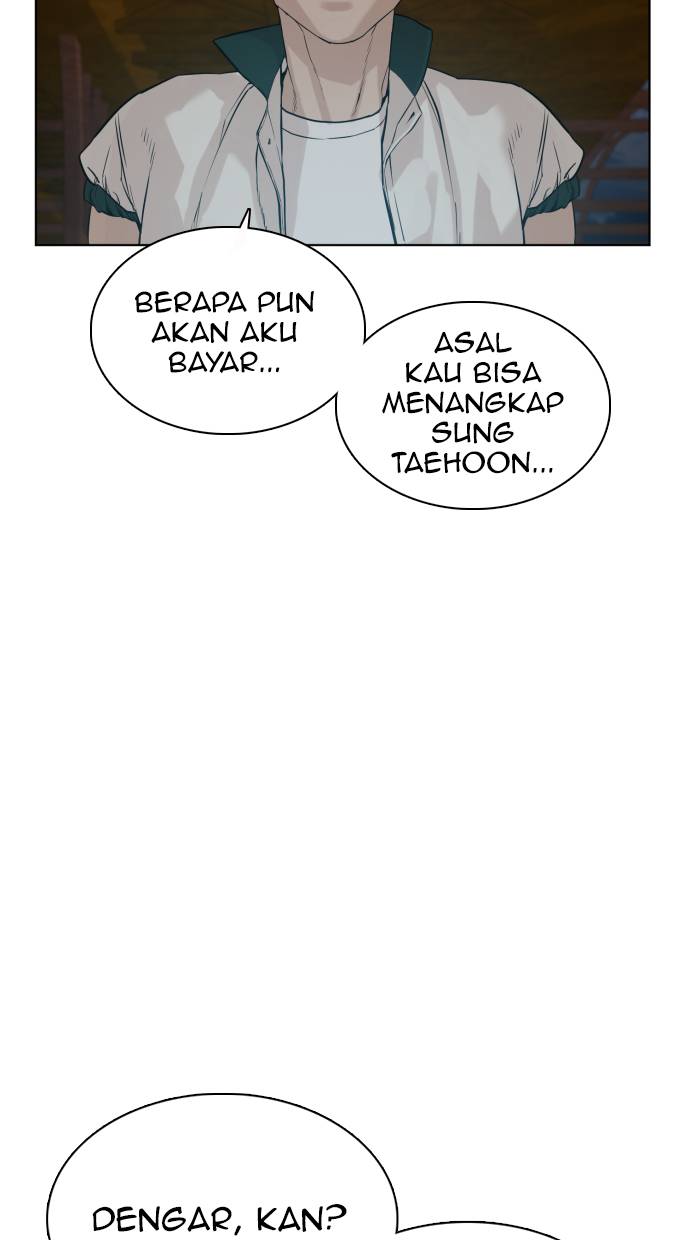 BERAPA PUN
AKAN AKU
BAYAR...
ASAL
KAU BISA
MENANGKAP
SUNG
TAEHOON...
DENGAR, KAN?